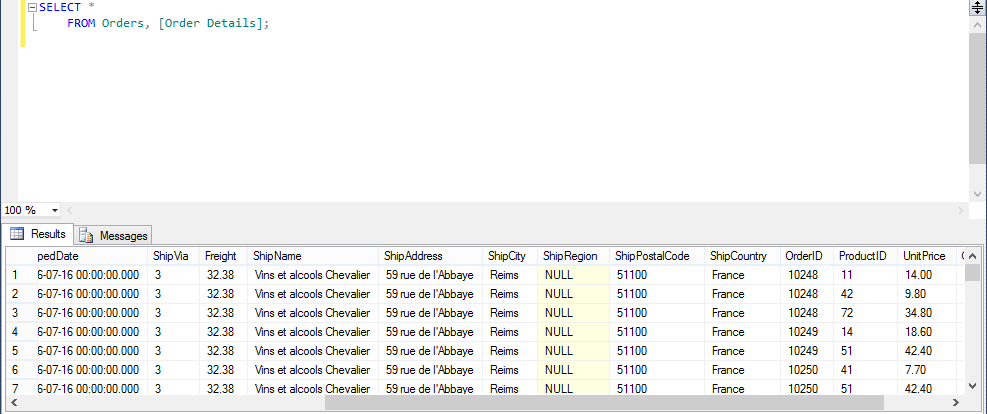 SELECT *
FROM Orders, [Order Details];
100 %
Results Messages
pedDate ShipVia Freight ShipName ShipAddress ShipCity ShipRegion ShipPostalCode ShipCountry OrderID ProductID UnitPrice
1 6-07-16 00:00:00.000 3 32.38 Vins et alcools Chevalier 59 rue de l'Abbaye Reims NULL 51100 France 10248 11 14.00
2 6-07-16 00:00:00.000 3 32.38 Vins et alcools Chevalier 59 rue de l'Abbaye Reims NULL 51100 France 10248 42 9.80
3 6-07-16 00:00:00.000 3 32.38 Vins et alcools Chevalier 59 rue de l'Abbaye Reims NULL 51100 France 10248 72 34.80
4 6-07-16 00:00:00.000 3 32.38 Vins et alcools Chevalier 59 rue de l'Abbaye Reims NULL 51100 France 10249 14 18.60
5 6-07-16 00:00:00.000 3 32.38 Vins et alcools Chevalier 59 rue de l'Abbaye Reims NULL 51100 France 10249 51 42.40
6 6-07-16 00:00:00.000 3 32.38 Vins et alcools Chevalier 59 rue de l'Abbaye Reims NULL 51100 France 10250 41 7.70
7 6-07-16 00:00:00.000 3 32.38 Vins et alcools Chevalier 59 rue de l'Abbaye Reims NULL 51100 France 10250 51 42.40